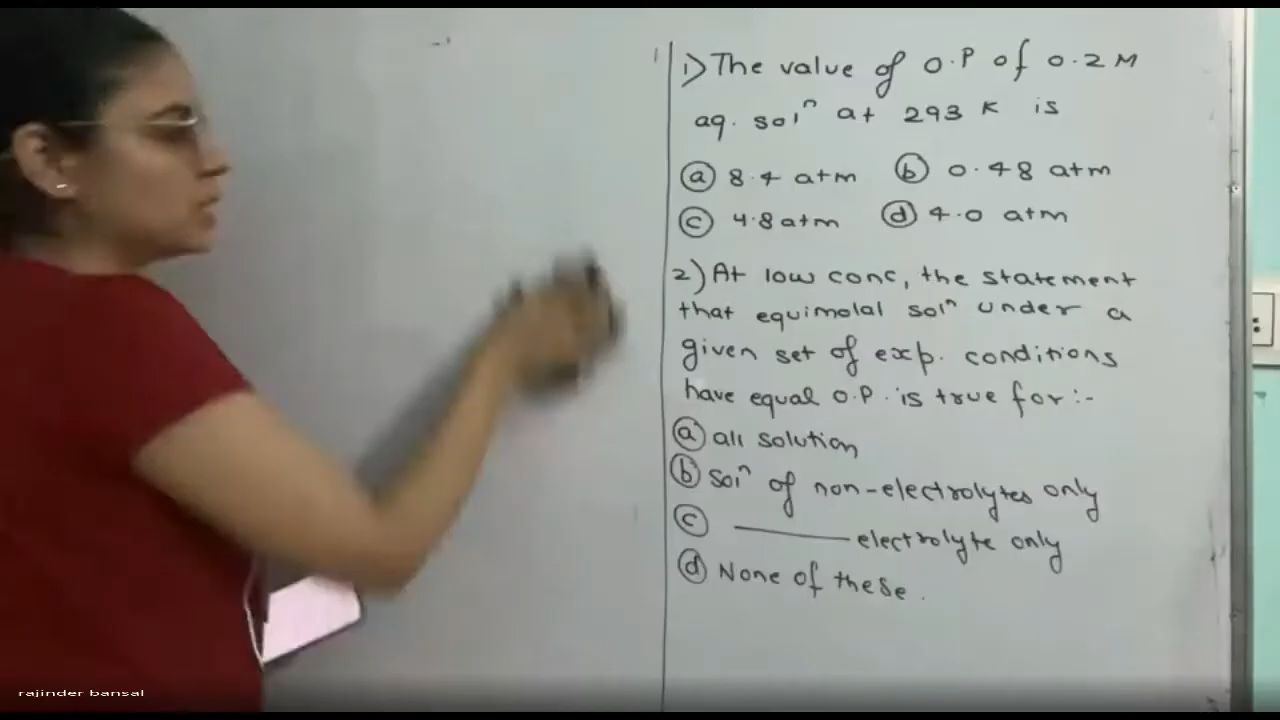 1) The value of O.P of 0.2 M
aq. solⁿ at 293 K is
(a) 8.4 atm (b) 0.48 atm
(c) 4.8 atm (d) 4.0 atm
2) At low conc, the statement
that equimolal solⁿ under a
given set of exp. conditions
have equal O.P. is true for :-
(a) all solution
(b) solⁿ of non-electrolytes only
(c) ——— electrolyte only
(d) None of these.
rajinder bansal